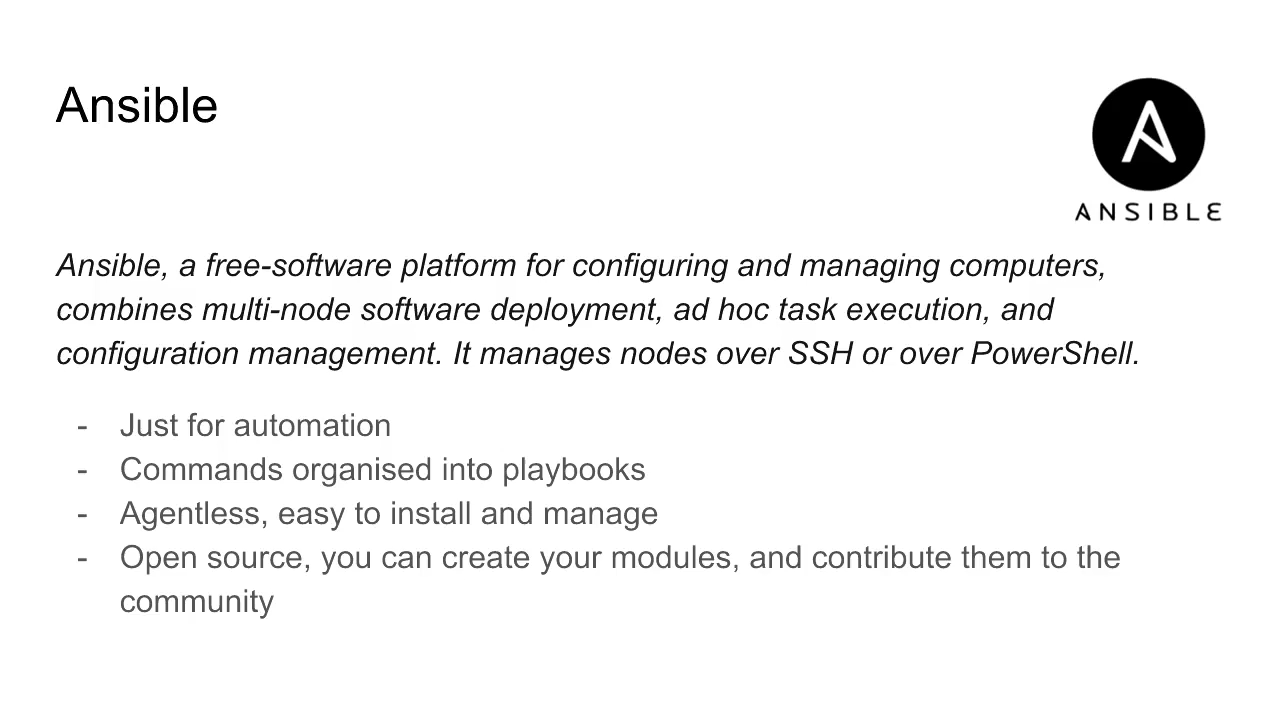 Ansible
ANSIBLE
Ansible, a free-software platform for configuring and managing computers,
combines multi-node software deployment, ad hoc task execution, and
configuration management. It manages nodes over SSH or over PowerShell.
- Just for automation
- Commands organised into playbooks
- Agentless, easy to install and manage
- Open source, you can create your modules, and contribute them to the
community